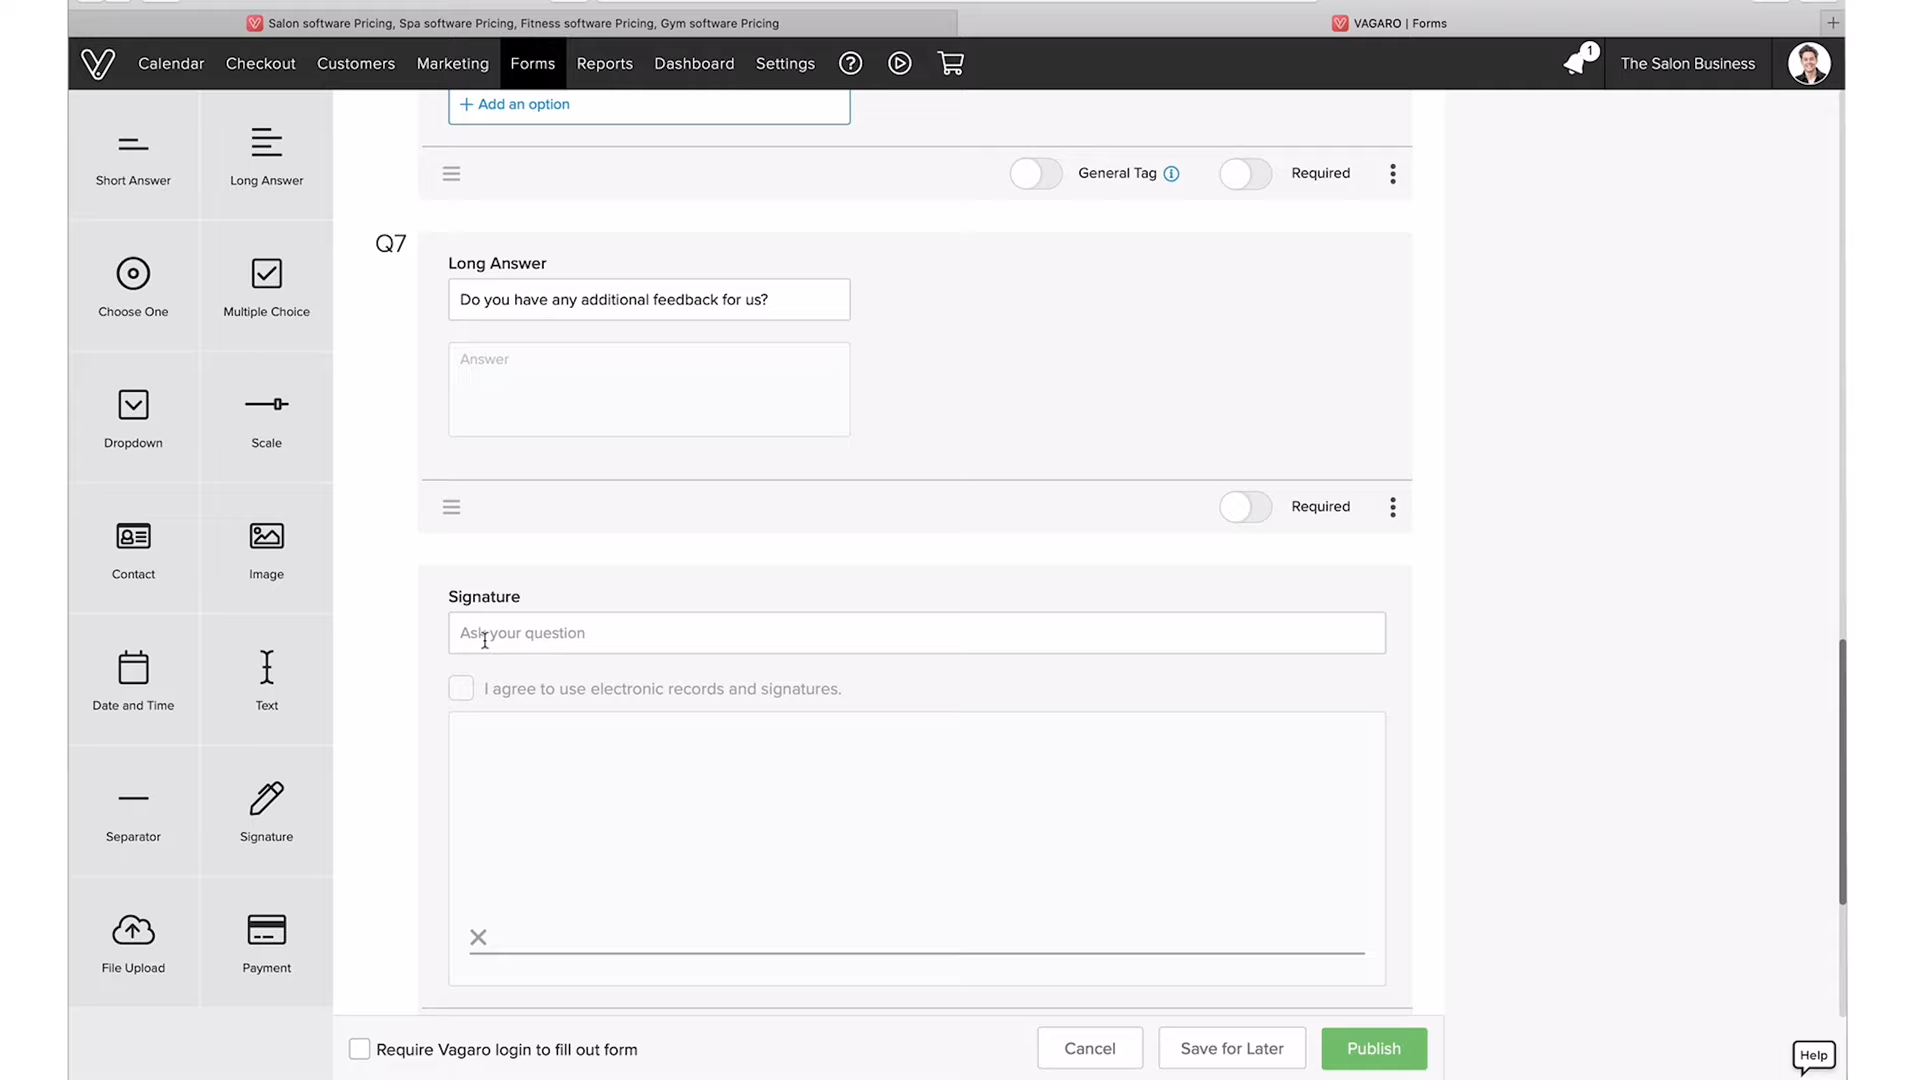 Salon software Pricing, Spa software Pricing, Fitness software Pricing, Gym software Pricing
VAGARO | Forms
Calendar Checkout Customers Marketing Forms Reports Dashboard Settings
1
The Salon Business
+ Add an option
General Tag
Required
Short Answer
Long Answer
Choose One
Multiple Choice
Dropdown
Scale
Contact
Image
Date and Time
Text
Separator
Signature
File Upload
Payment
Q7
Long Answer
Do you have any additional feedback for us?
Answer
Required
Signature
Ask your question
I agree to use electronic records and signatures.
Require Vagaro login to fill out form
Cancel
Save for Later
Publish
Help